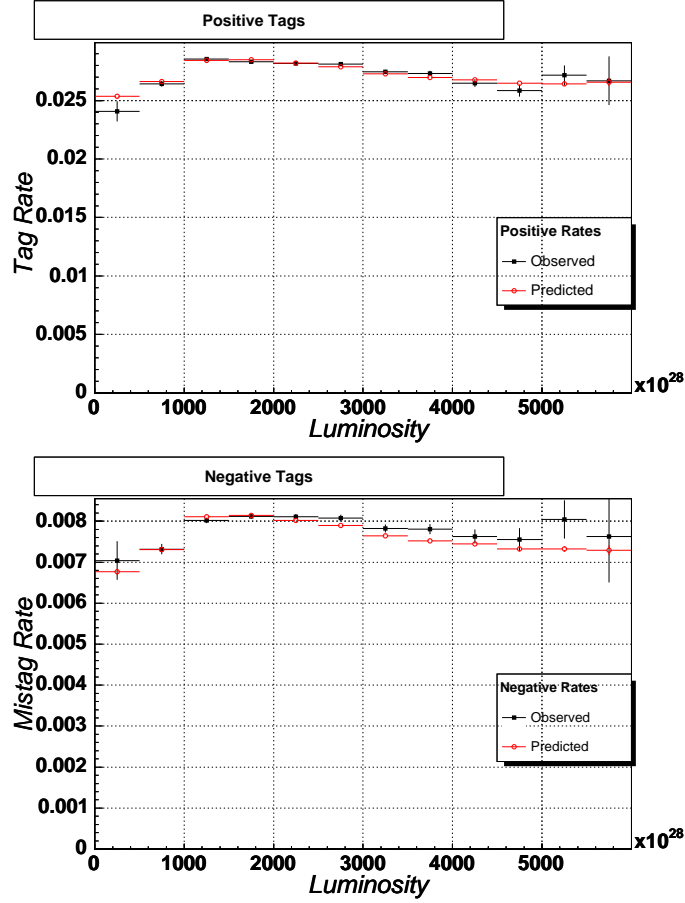 Positive Tags
Tag Rate
0.025
0.02
0.015
0.01
0.005
0
Positive Rates
Observed
Predicted
0 1000 2000 3000 4000 5000
x10^28
Luminosity
Negative Tags
Mistag Rate
0.008
0.007
0.006
0.005
0.004
0.003
0.002
0.001
0
Negative Rates
Observed
Predicted
0 1000 2000 3000 4000 5000
x10^28
Luminosity